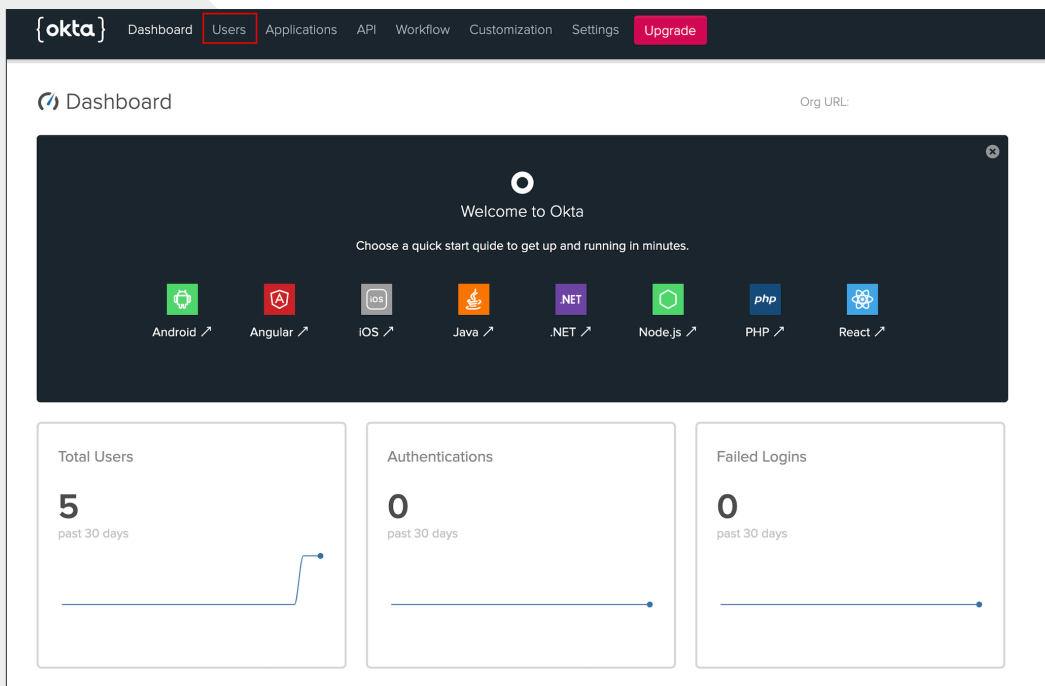 {okta} Dashboard Users Applications API Workflow Customization Settings Upgrade
Dashboard Org URL:
Welcome to Okta
Choose a quick start quide to get up and running in minutes.
iOS .NET php
Android Angular iOS Java .NET Node.js PHP React
Total Users Authentications Failed Logins
5 0 0
past 30 days past 30 days past 30 days